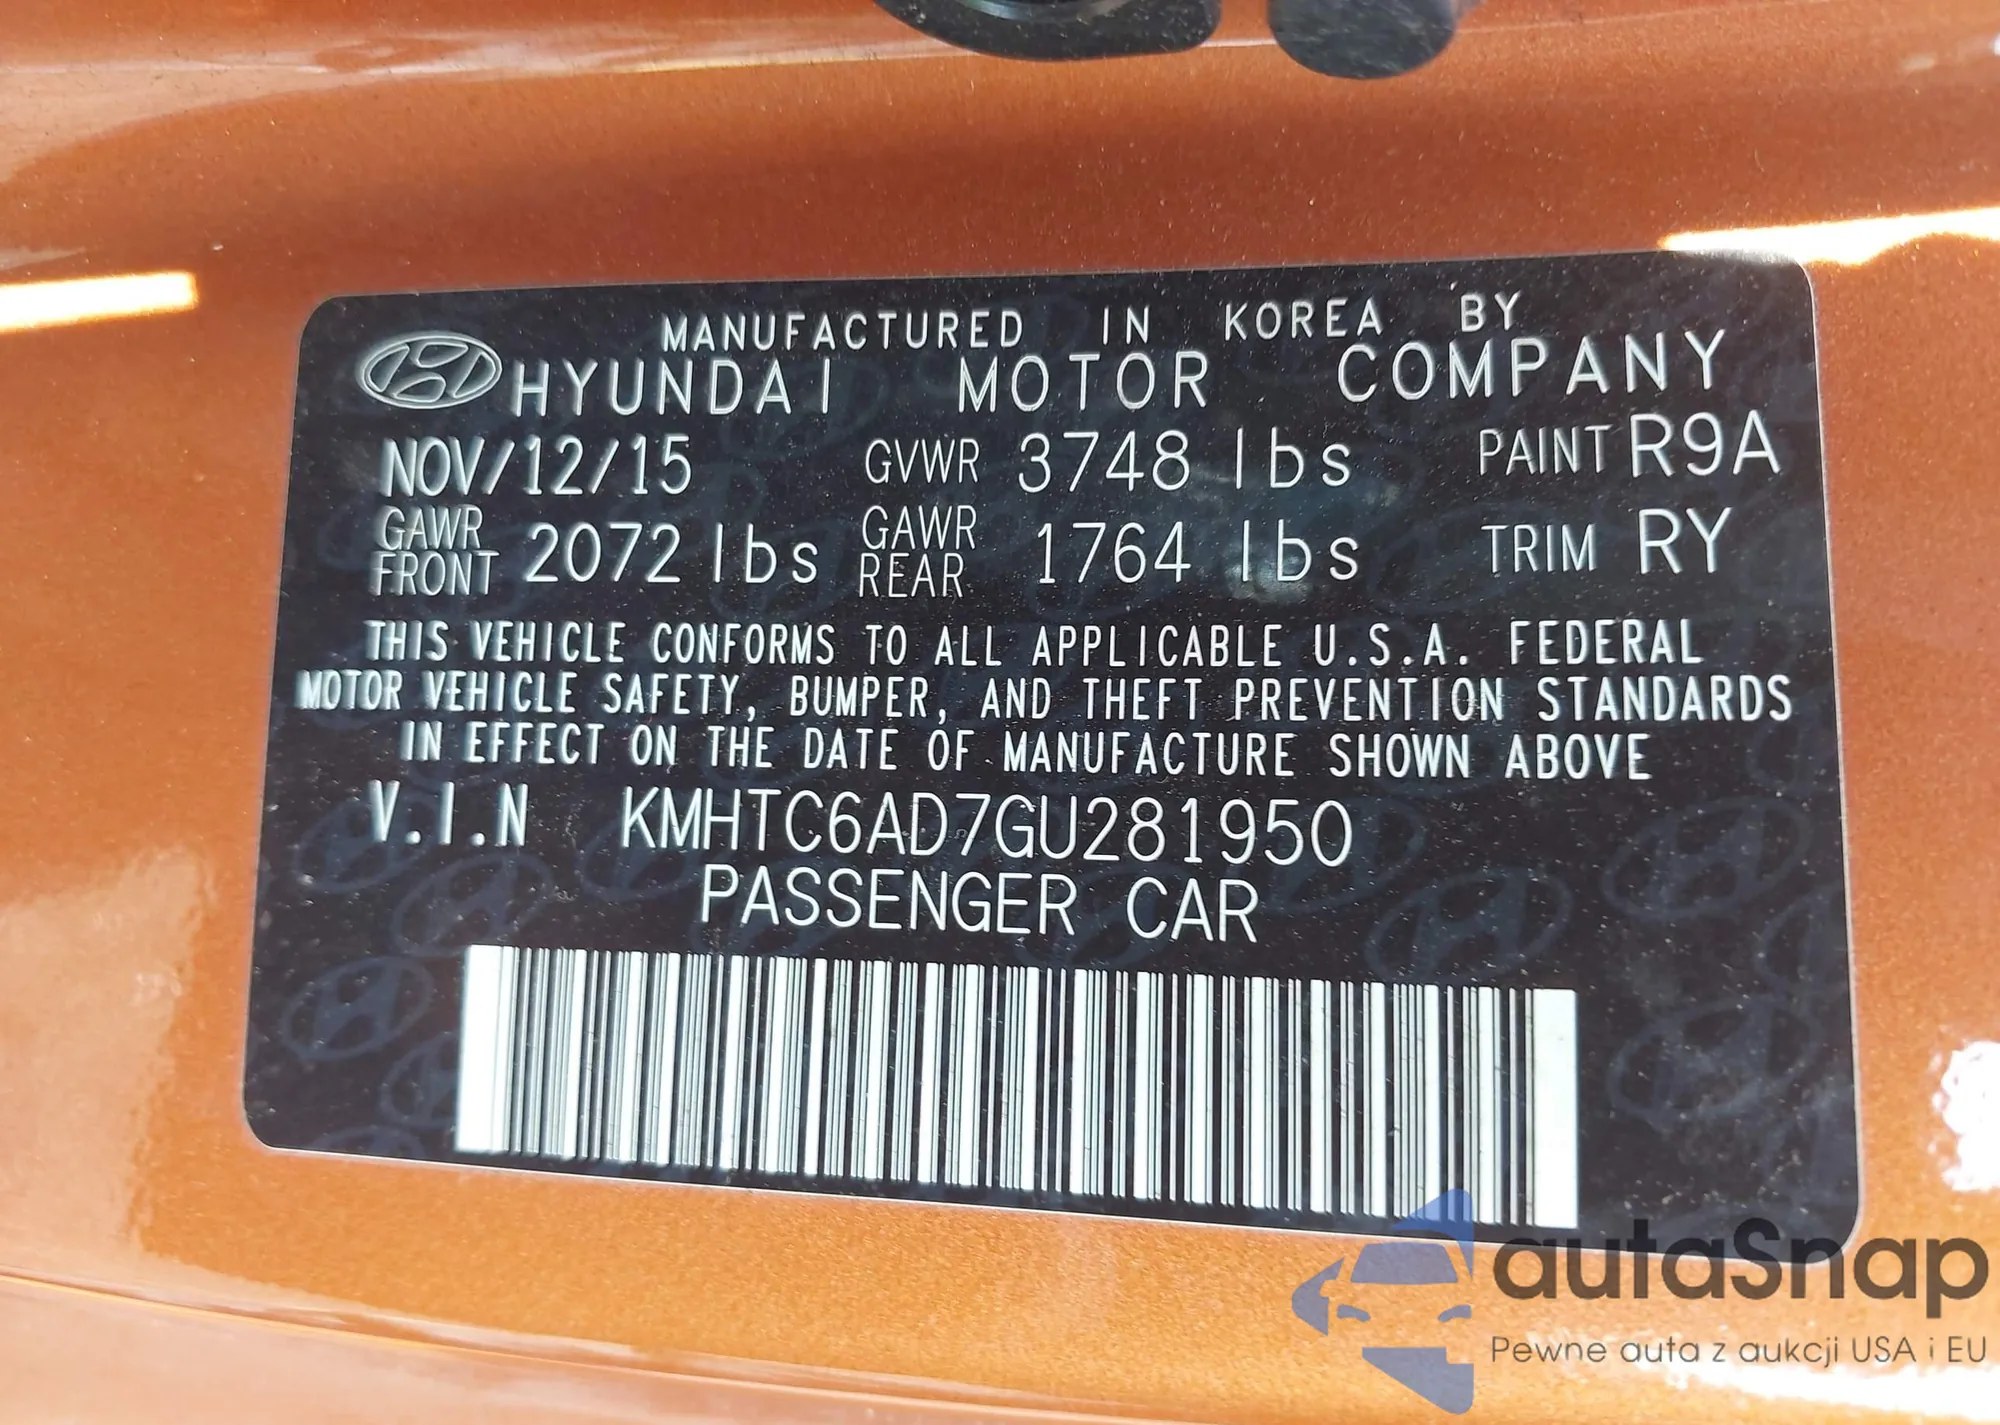 MANUFACTURED IN KOREA BY
HYUNDAI MOTOR COMPANY
NOV/12/15 GVWR 3748 lbs PAINT R9A
GAWR FRONT 2072 lbs GAWR REAR 1764 lbs TRIM RY
THIS VEHICLE CONFORMS TO ALL APPLICABLE U.S.A. FEDERAL
MOTOR VEHICLE SAFETY, BUMPER, AND THEFT PREVENTION STANDARDS
IN EFFECT ON THE DATE OF MANUFACTURE SHOWN ABOVE
V.I.N KMHTC6AD7GU281950
PASSENGER CAR
autaSnap
Pewne auta z aukcji USA i EU